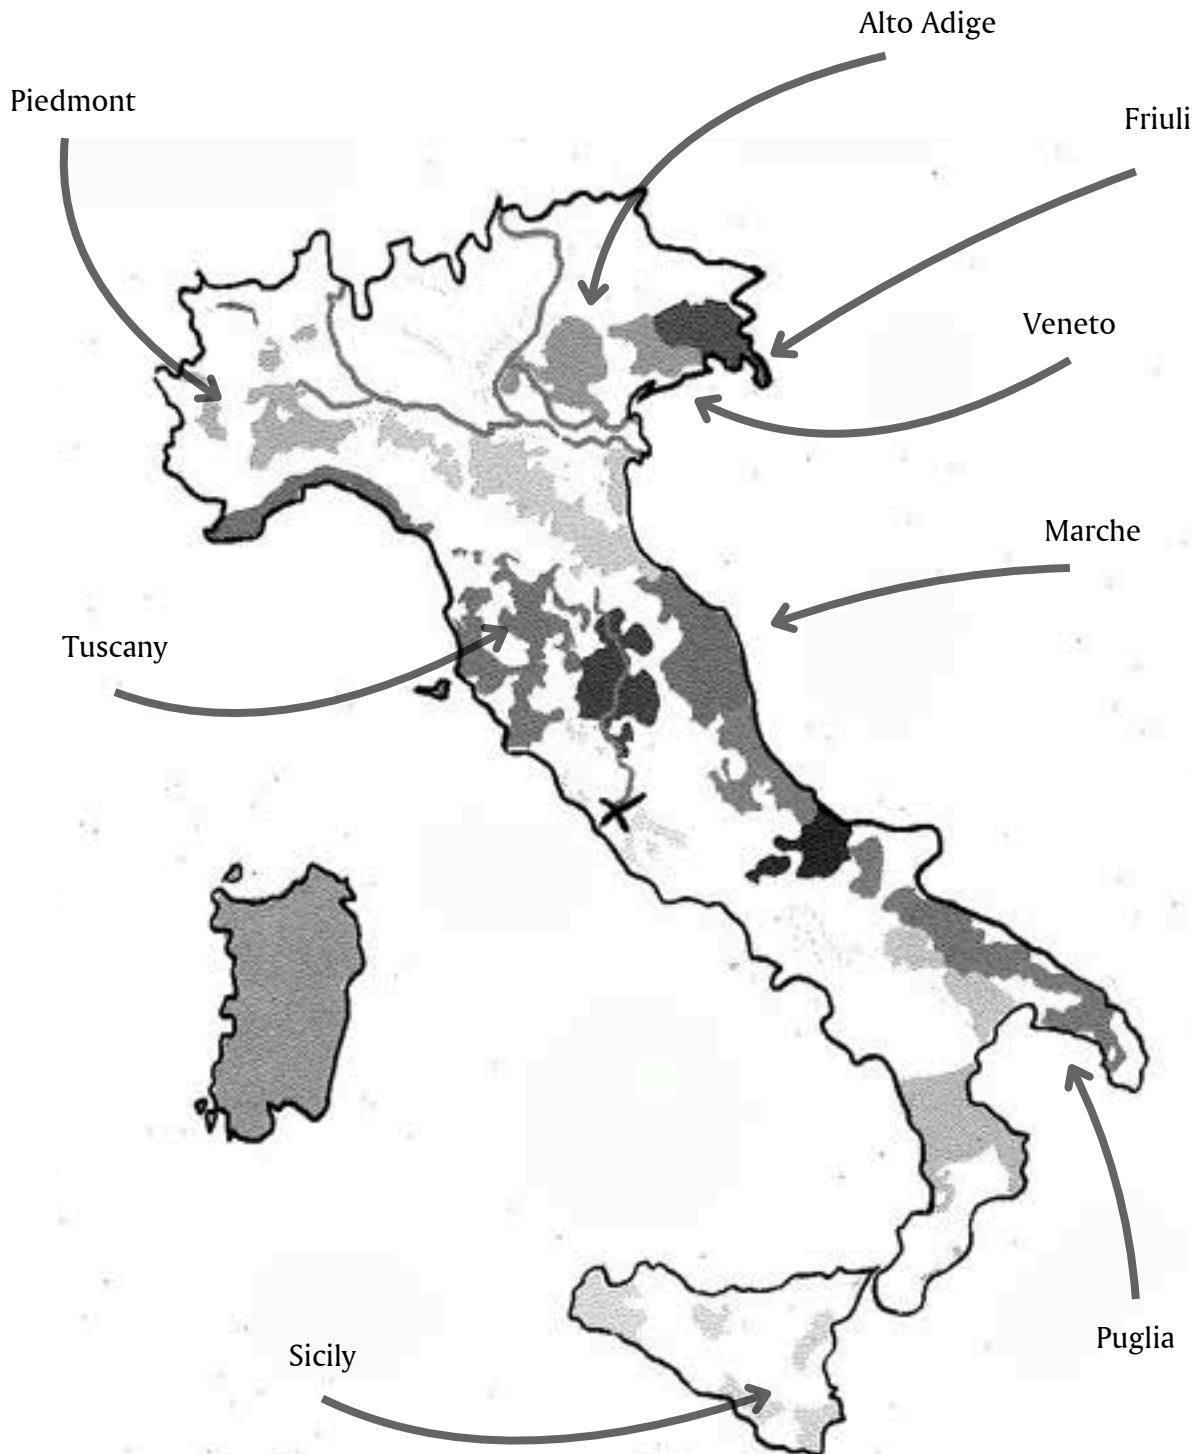 Alto Adige
Piedmont
Friuli
Veneto
Marche
Tuscany
Puglia
Sicily